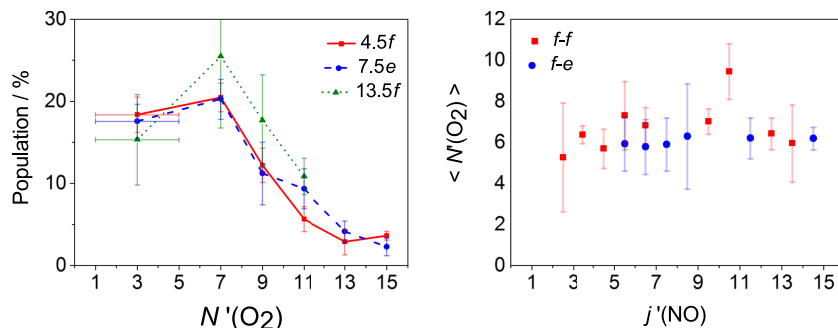 30
20
10
0
Population / %
4.5f
7.5e
13.5f
1 3 5 7 9 11 13 15
N'(O2)
12
10
8
6
4
2
0
< N'(O2) >
f-f
f-e
1 3 5 7 9 11 13 15
j'(NO)